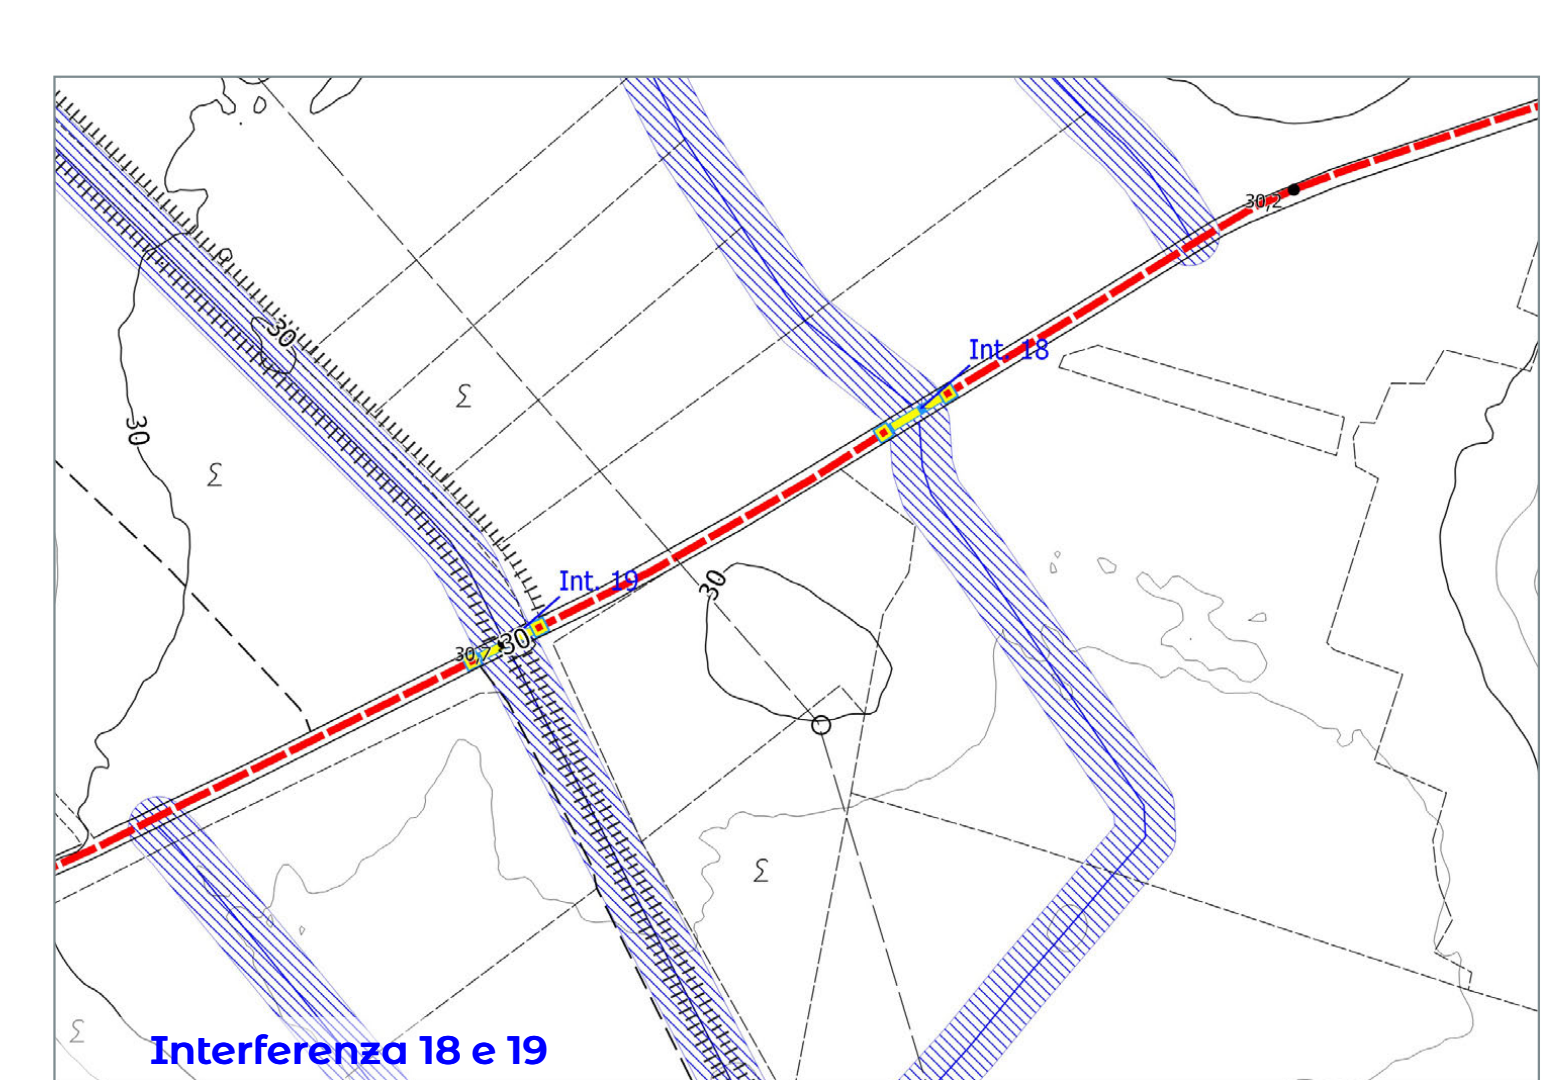 30,2
30
Int. 18
Σ
30
Σ
Int. 19
30
30
30,7
Σ
Σ
Interferenza 18 e 19